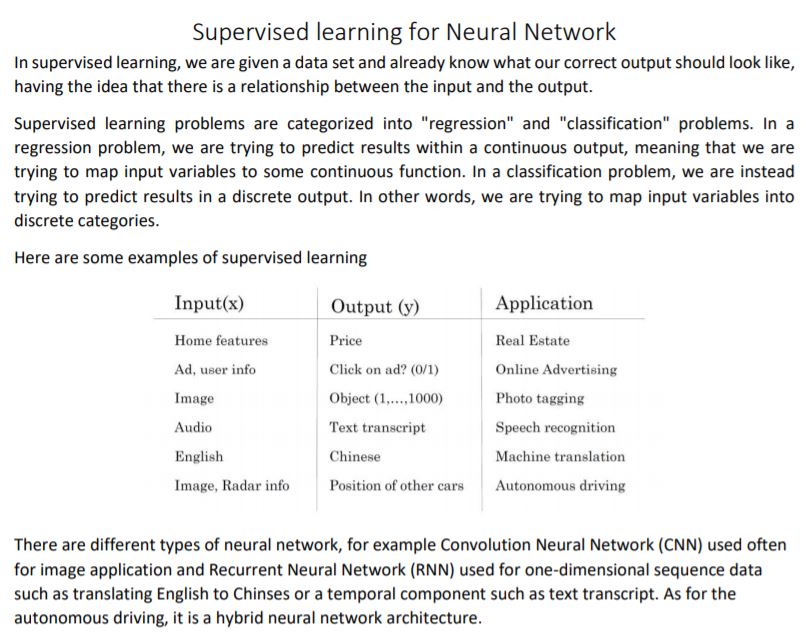 Supervised learning for Neural Network
In supervised learning, we are given a data set and already know what our correct output should look like,
having the idea that there is a relationship between the input and the output.
Supervised learning problems are categorized into "regression" and "classification" problems. In a
regression problem, we are trying to predict results within a continuous output, meaning that we are
trying to map input variables to some continuous function. In a classification problem, we are instead
trying to predict results in a discrete output. In other words, we are trying to map input variables into
discrete categories.
Here are some examples of supervised learning
Input(x) Output (y) Application
Home features Price Real Estate
Ad, user info Click on ad? (0/1) Online Advertising
Image Object (1,...,1000) Photo tagging
Audio Text transcript Speech recognition
English Chinese Machine translation
Image, Radar info Position of other cars Autonomous driving
There are different types of neural network, for example Convolution Neural Network (CNN) used often
for image application and Recurrent Neural Network (RNN) used for one-dimensional sequence data
such as translating English to Chinses or a temporal component such as text transcript. As for the
autonomous driving, it is a hybrid neural network architecture.